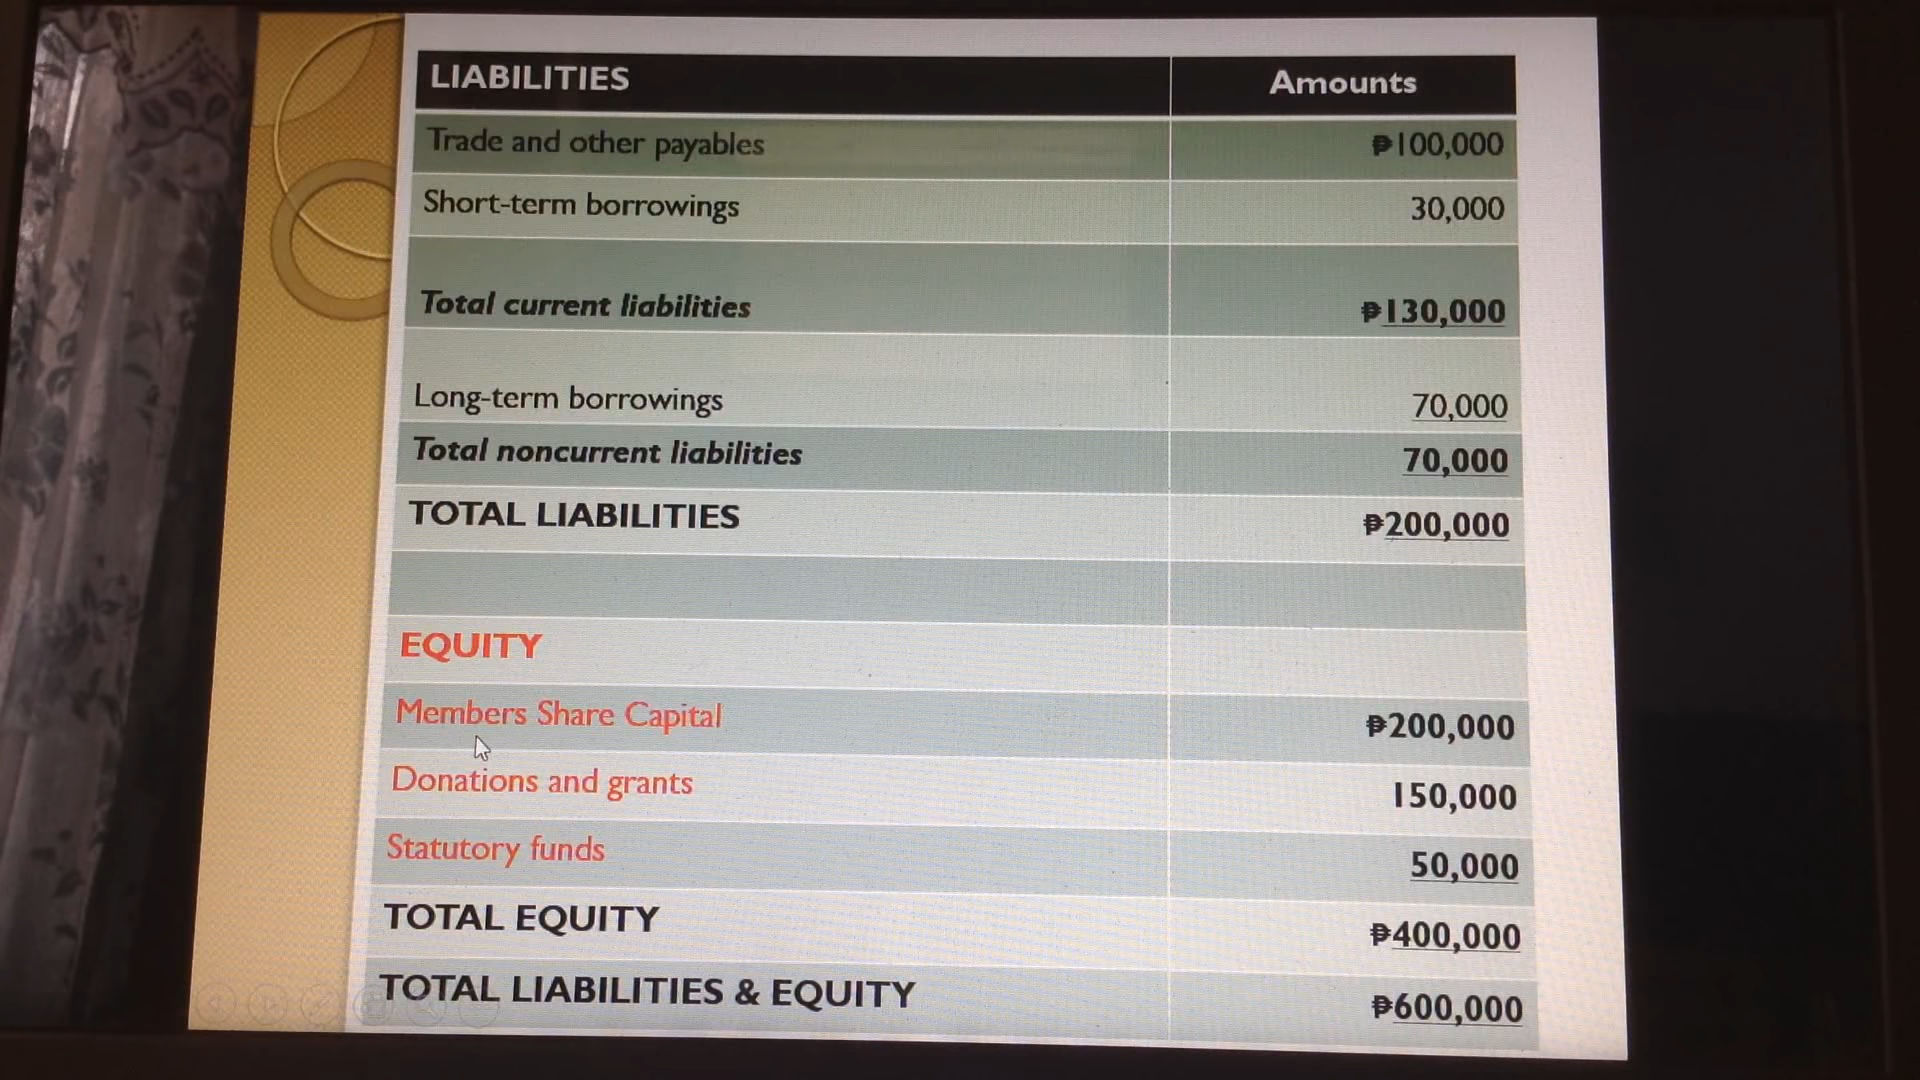 LIABILITIES Amounts
Trade and other payables ₱100,000
Short-term borrowings 30,000
Total current liabilities ₱130,000
Long-term borrowings 70,000
Total noncurrent liabilities 70,000
TOTAL LIABILITIES ₱200,000
EQUITY
Members Share Capital ₱200,000
Donations and grants 150,000
Statutory funds 50,000
TOTAL EQUITY ₱400,000
TOTAL LIABILITIES & EQUITY ₱600,000